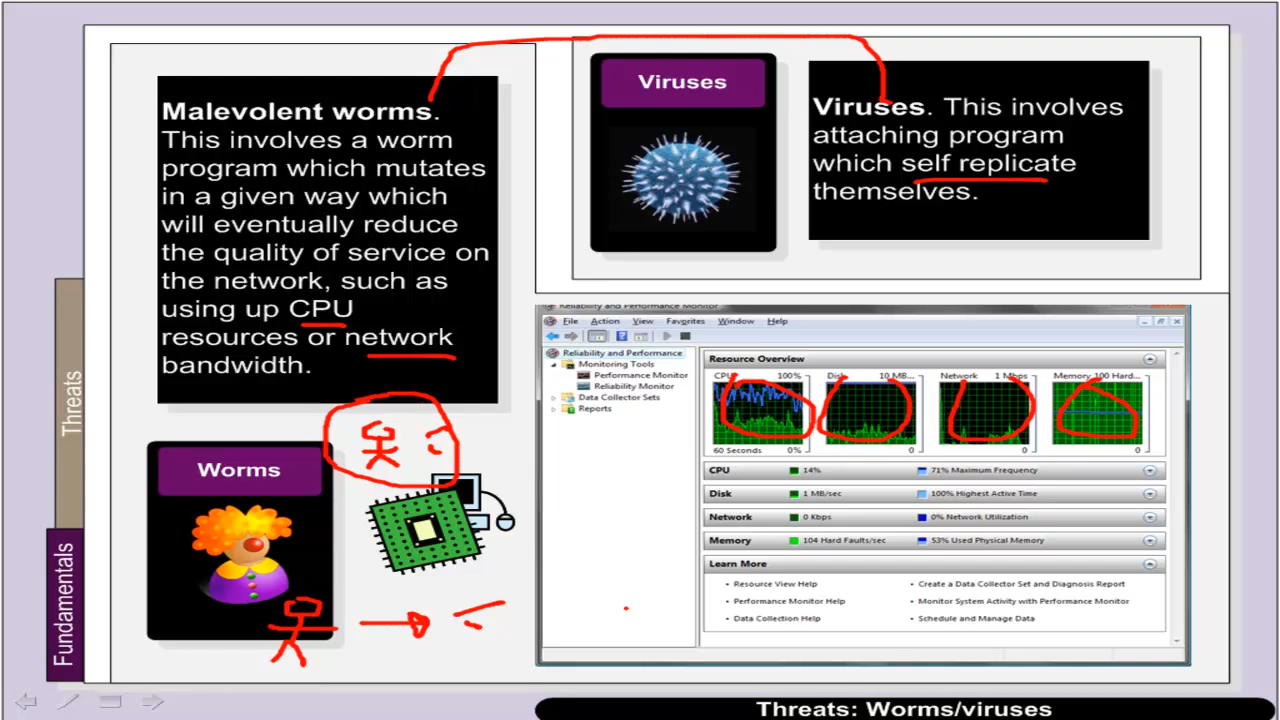 Malevolent worms.
This involves a worm
program which mutates
in a given way which
will eventually reduce
the quality of service on
the network, such as
using up CPU
resources or network
bandwidth.
Viruses
Viruses. This involves
attaching program
which self replicate
themselves.
Worms
Threats
Fundamentals
Reliability and Performance Monitor
File Action View Favorites Window Help
Reliability and Performance
Monitoring Tools
Performance Monitor
Reliability Monitor
Data Collector Sets
Reports
Resource Overview
CPU 100% Disk 10 MB... Network 1 Mbps Memory 100 Hard...
60 Seconds 0% 0 0 0
CPU 14% 71% Maximum Frequency
Disk 1 MB/sec 100% Highest Active Time
Network 0 Kbps 0% Network Utilization
Memory 104 Hard Faults/sec 53% Used Physical Memory
Learn More
• Resource View Help • Create a Data Collector Set and Diagnosis Report
• Performance Monitor Help • Monitor System Activity with Performance Monitor
• Data Collection Help • Schedule and Manage Data
Threats: Worms/viruses